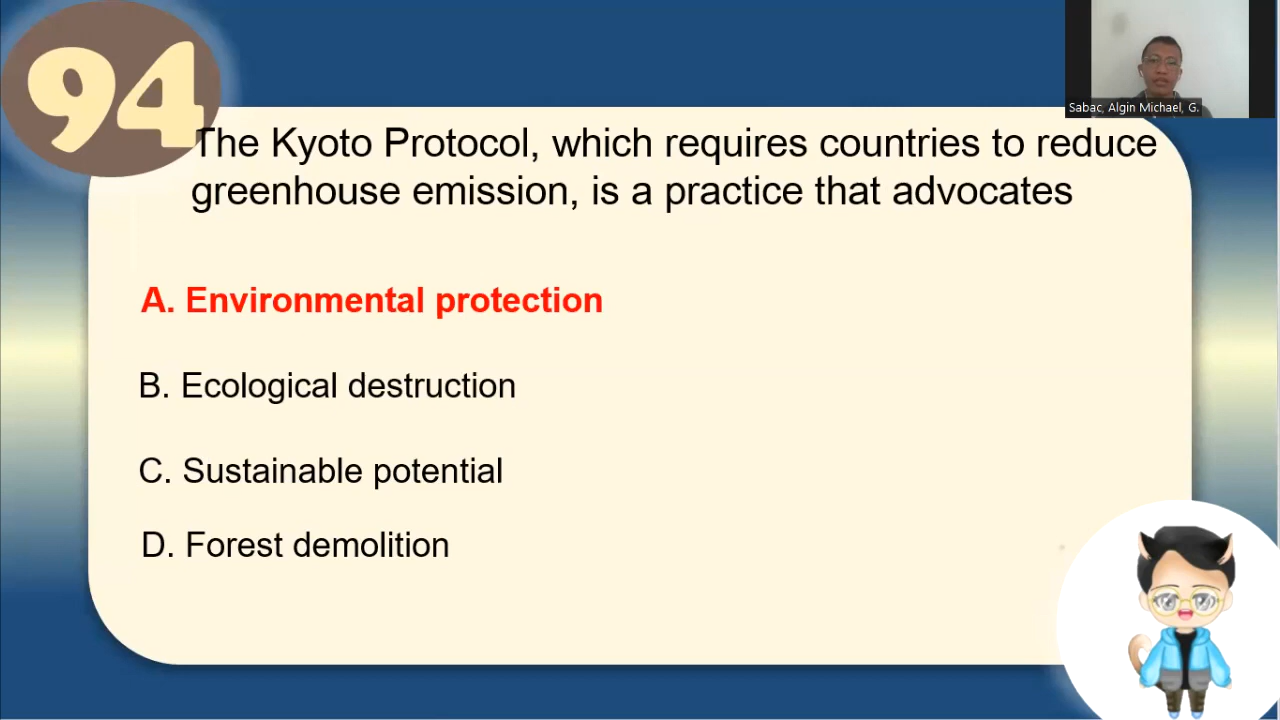 94
Sabac, Algin Michael, G.
The Kyoto Protocol, which requires countries to reduce
greenhouse emission, is a practice that advocates
A. Environmental protection
B. Ecological destruction
C. Sustainable potential
D. Forest demolition